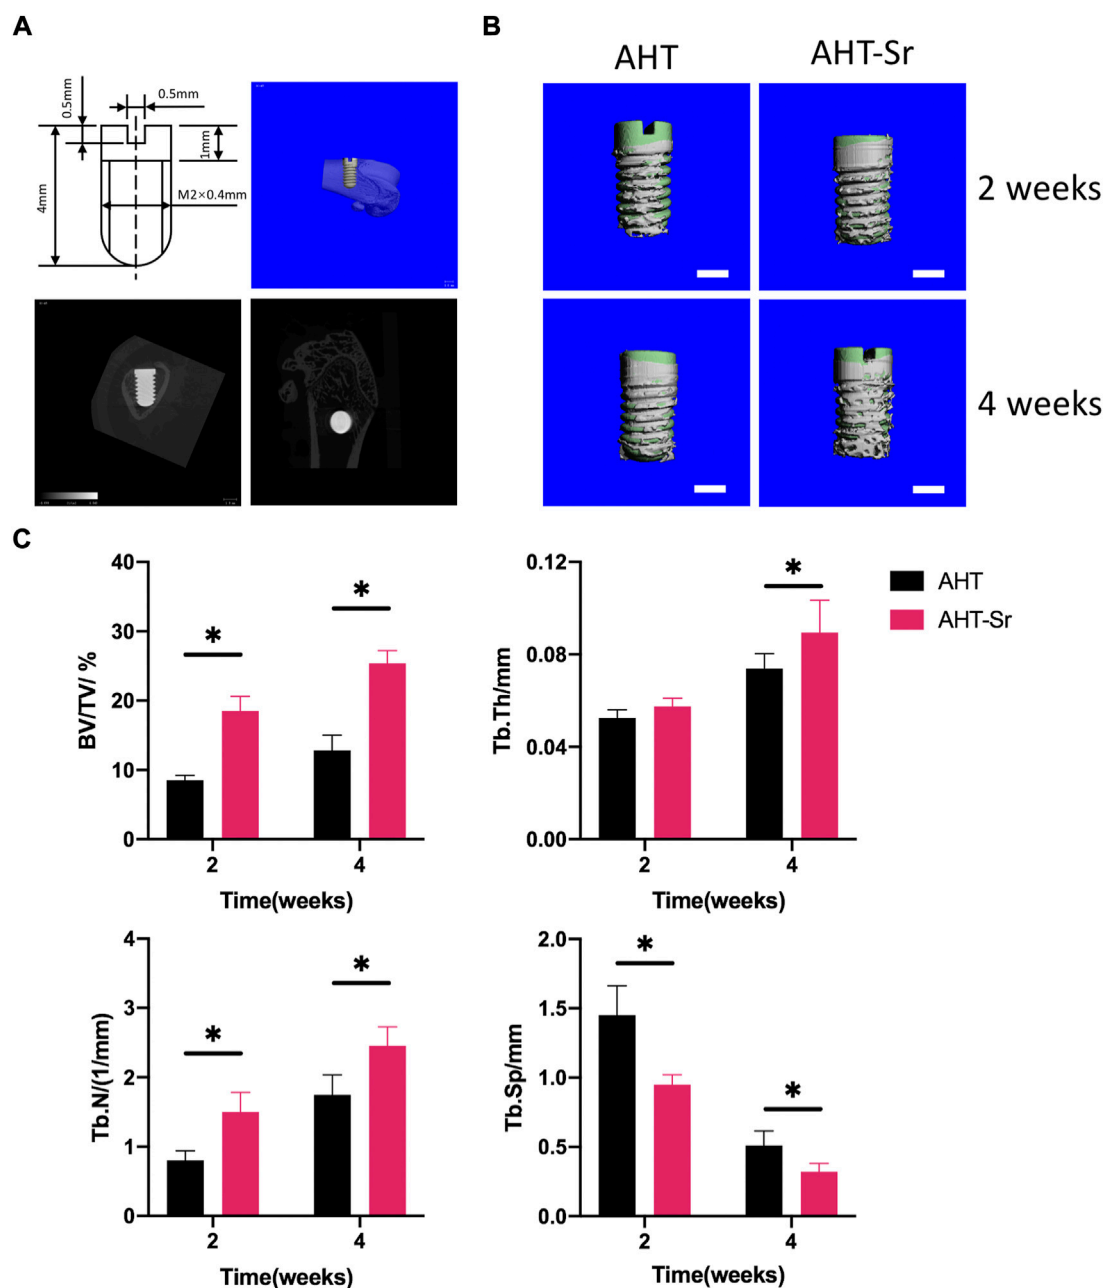 A
B
AHT
AHT-Sr
0.5mm
0.5mm
1mm
4mm
M2×0.4mm
2 weeks
4 weeks
C
40
30
20
10
0
BV/TV/ %
*
*
2
4
Time(weeks)
0.12
0.08
0.04
0.00
Tb.Th/mm
*
2
4
Time(weeks)
AHT
AHT-Sr
4
3
2
1
0
Tb.N/(1/mm)
*
*
2
4
Time(weeks)
2.0
1.5
1.0
0.5
0.0
Tb.Sp/mm
*
*
2
4
Time(weeks)